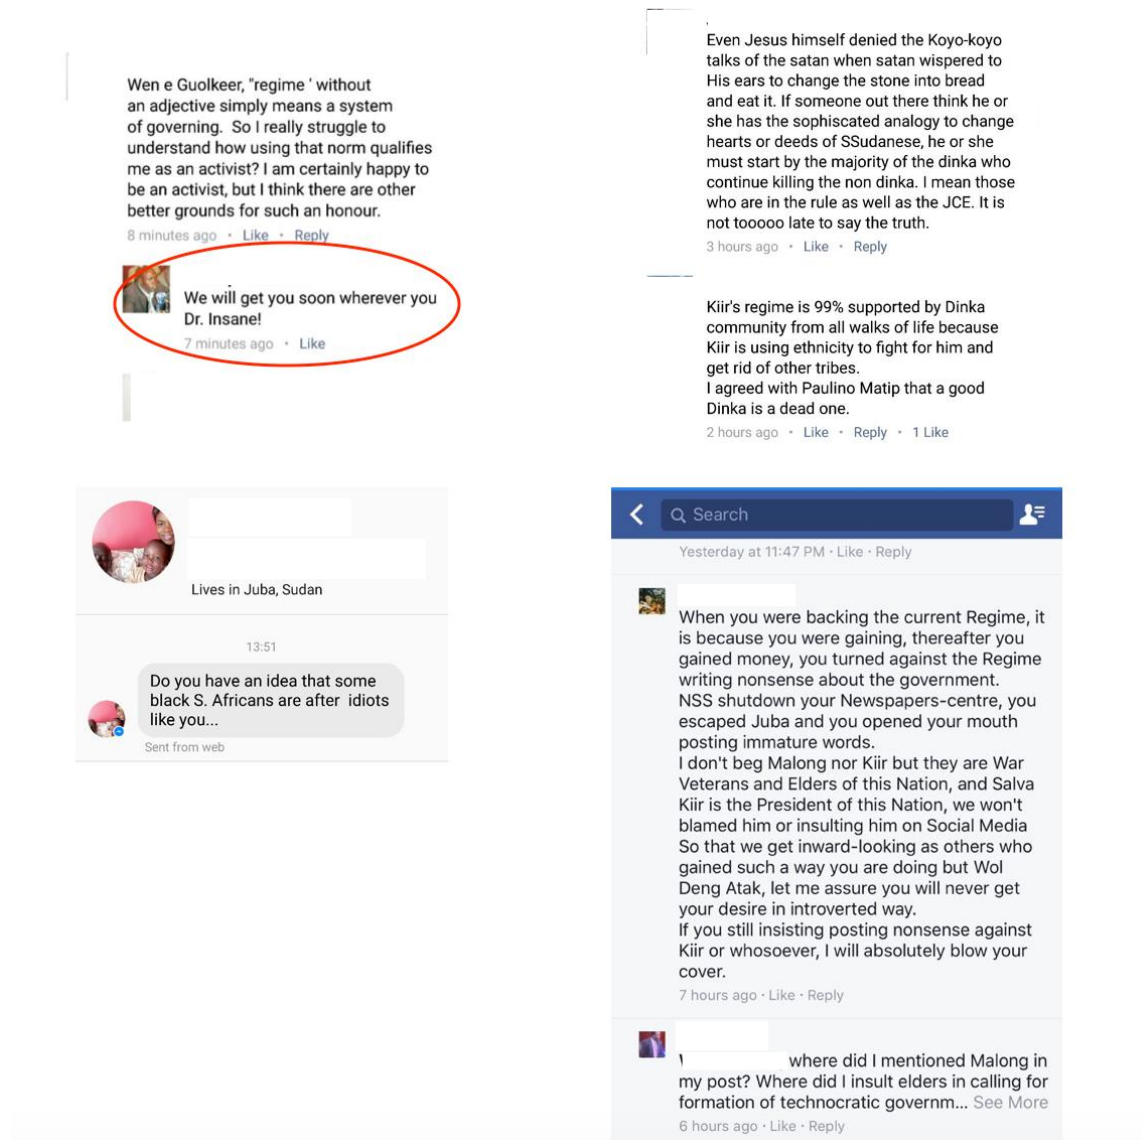 Wen e Guolkeer, "regime ' without
an adjective simply means a system
of governing. So I really struggle to
understand how using that norm qualifies
me as an activist? I am certainly happy to
be an activist, but I think there are other
better grounds for such an honour.
8 minutes ago · Like · Reply
We will get you soon wherever you
Dr. Insane!
7 minutes ago · Like
Even Jesus himself denied the Koyo-koyo
talks of the satan when satan wispered to
His ears to change the stone into bread
and eat it. If someone out there think he or
she has the sophiscated analogy to change
hearts or deeds of SSudanese, he or she
must start by the majority of the dinka who
continue killing the non dinka. I mean those
who are in the rule as well as the JCE. It is
not tooooo late to say the truth.
3 hours ago · Like · Reply
Kiir's regime is 99% supported by Dinka
community from all walks of life because
Kiir is using ethnicity to fight for him and
get rid of other tribes.
I agreed with Paulino Matip that a good
Dinka is a dead one.
2 hours ago · Like · Reply · 1 Like
Lives in Juba, Sudan
13:51
Do you have an idea that some
black S. Africans are after idiots
like you...
Sent from web
Search
Yesterday at 11:47 PM · Like · Reply
When you were backing the current Regime, it
is because you were gaining, thereafter you
gained money, you turned against the Regime
writing nonsense about the government.
NSS shutdown your Newspapers-centre, you
escaped Juba and you opened your mouth
posting immature words.
I don't beg Malong nor Kiir but they are War
Veterans and Elders of this Nation, and Salva
Kiir is the President of this Nation, we won't
blamed him or insulting him on Social Media
So that we get inward-looking as others who
gained such a way you are doing but Wol
Deng Atak, let me assure you will never get
your desire in introverted way.
If you still insisting posting nonsense against
Kiir or whosoever, I will absolutely blow your
cover.
7 hours ago · Like · Reply
where did I mentioned Malong in
my post? Where did I insult elders in calling for
formation of technocratic governm... See More
6 hours ago · Like · Reply